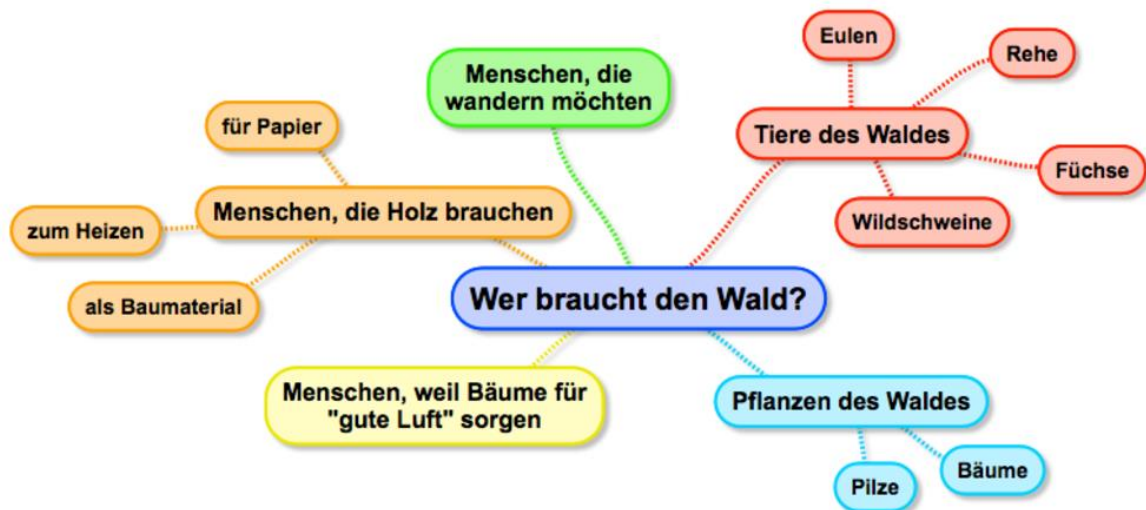 Eulen
Rehe
Menschen, die
wandern möchten
Tiere des Waldes
für Papier
Füchse
Menschen, die Holz brauchen
Wildschweine
zum Heizen
als Baumaterial
Wer braucht den Wald?
Menschen, weil Bäume für
"gute Luft" sorgen
Pflanzen des Waldes
Bäume
Pilze